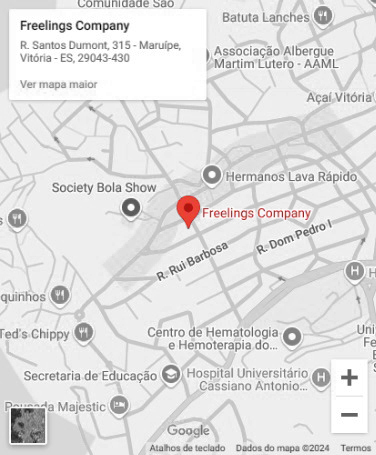 Comunidade São
Freelings Company
R. Santos Dumont, 315 - Maruípe,
Vitória - ES, 29043-430
Ver mapa maior
Batuta Lanches
Associação Albergue
Martim Lutero - AAML
Açaí Vitória
Hermanos Lava Rápido
Society Bola Show
Freelings Company
R. Rui Barbosa
R. Dom Pedro I
quinhos
Ted's Chippy
Centro de Hematologia
e Hemoterapia do...
Secretaria de Educação
Hospital Universitário
Cassiano Antonio...
Pousada Majestic
Google
Atalhos de teclado Dados do mapa ©2024 Termos